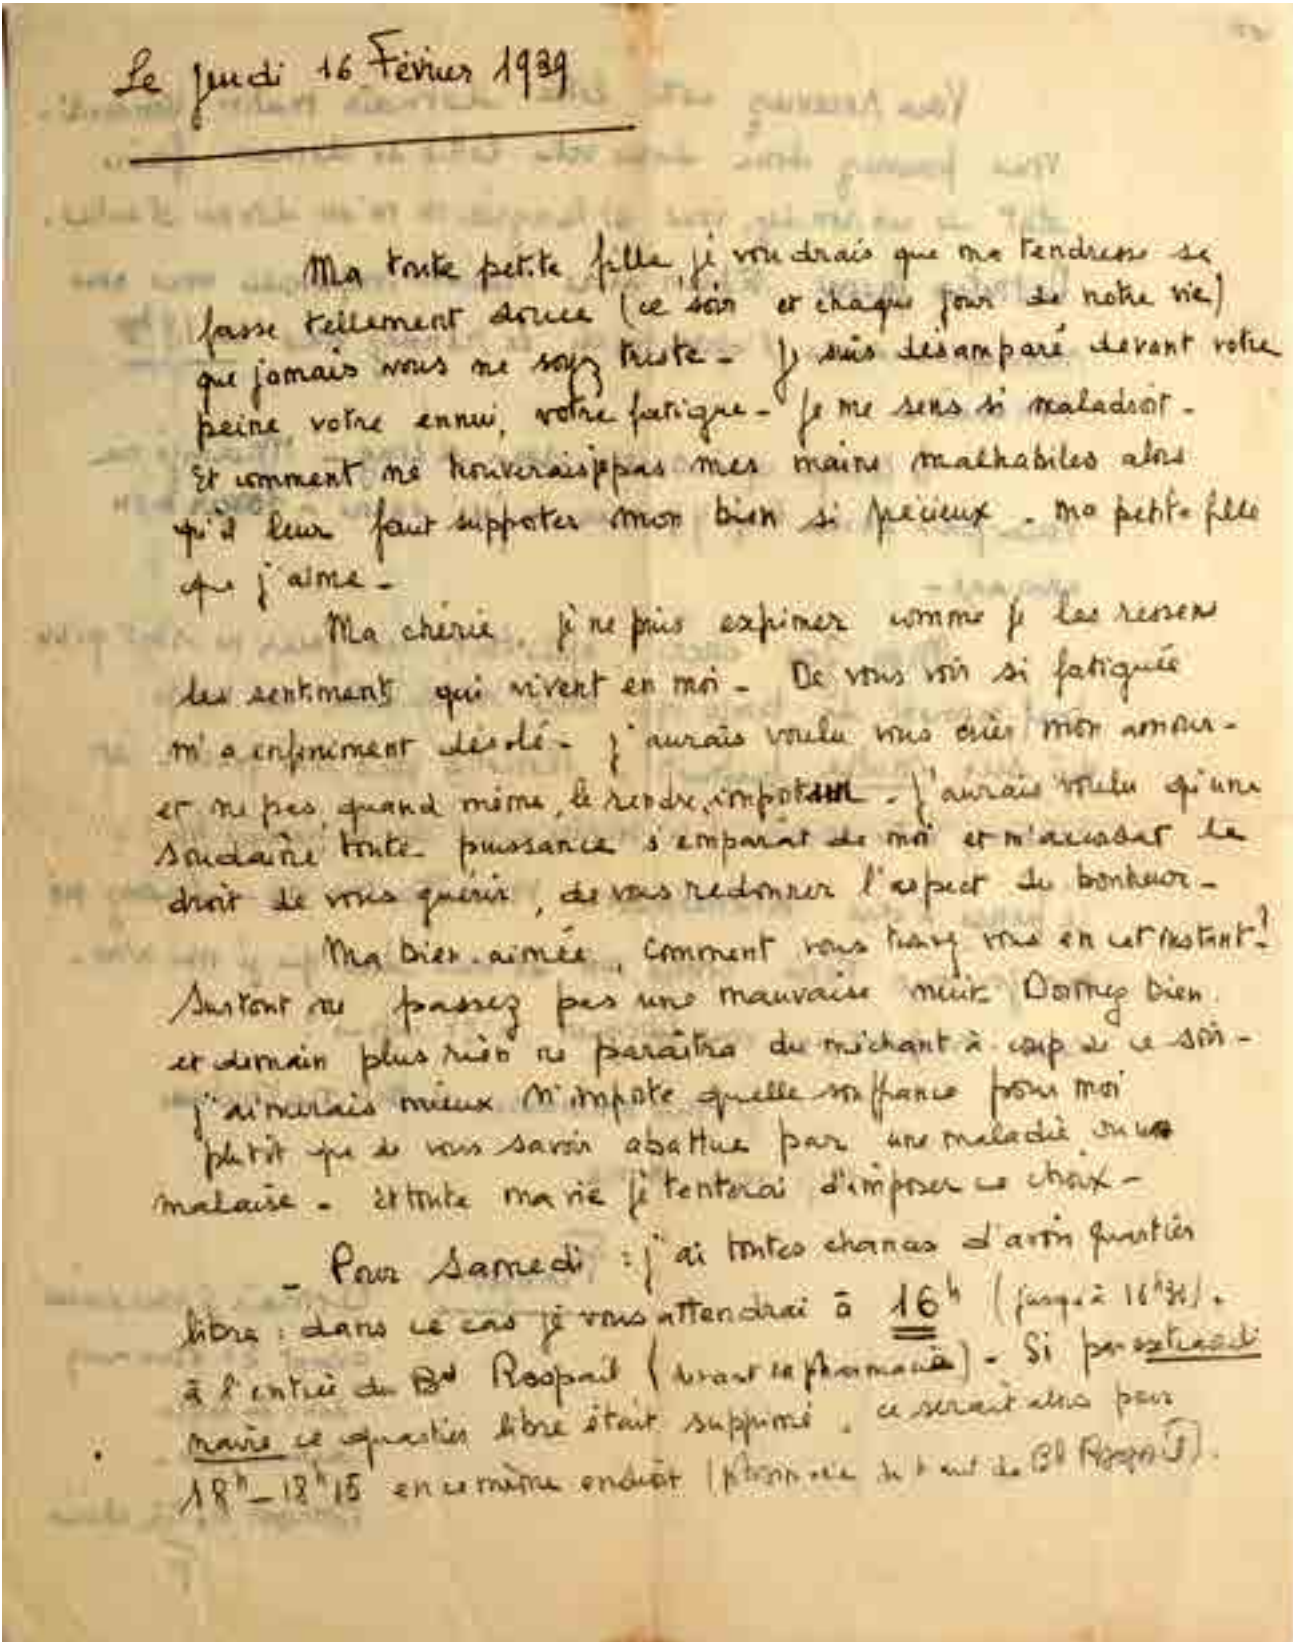 Le jeudi 16 Février 1939
Ma toute petite fille, je voudrais que ma tendresse se
fasse tellement douce (ce soir et chaque jour de notre vie)
que jamais vous ne soyez triste - Je suis désamparé devant votre
peine votre ennui, votre fatigue - Je me sens si maladroit -
Et comment ne trouverais je pas mes mains malhabiles alors
qu'il leur faut supporter mon bien si précieux - ma petite fille
que j'aime -
Ma chérie je ne puis exprimer comme je les ressens
les sentiments qui vivent en moi - De vous voir si fatiguée
m'a infiniment désolé - j'aurais voulu vous crier mon amour -
et ne pas, quand même, le rendre - J'aurais voulu qu'une
soudaine toute puissance s'emparât de moi et m'accordât le
droit de vous guérir, de vous redonner l'aspect du bonheur -
Ma bien-aimée, comment vous trouvez vous en cet instant?
Surtout ne passez pas une mauvaise nuit. Dormez bien
et demain plus rien ne paraîtra du méchant à coup de ce soir -
j'aimerais mieux n'importe quelle souffrance pour moi
plutôt que de vous savoir abattue par une maladie ou un
malaise - et toute ma vie je tenterai d'imposer ce choix -
- Pour Samedi : j'ai toutes chances d'avoir quartier
libre : dans ce cas je vous attendrai à 16h (jusqu'à 16h30).
à l'entrée du Bd Raspail (devant la pharmacie) - Si par extraordi
naire ce quartier libre était supprimé, ce serait alors pour
18h - 18h15 en ce même endroit (pharmacie du Bd Raspail).